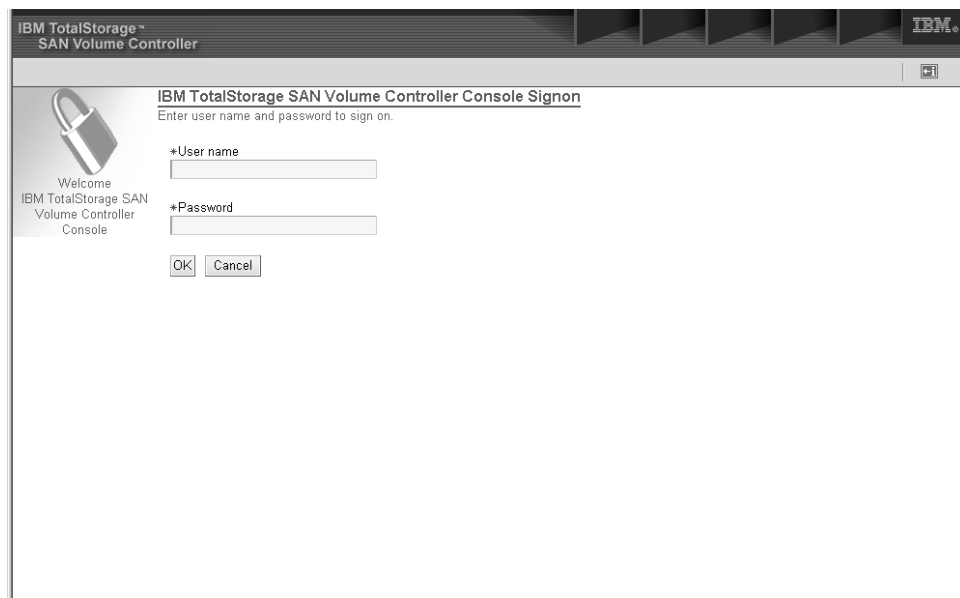 IBM TotalStorage™
SAN Volume Controller
IBM®
IBM TotalStorage SAN Volume Controller Console Signon
Enter user name and password to sign on.
Welcome
IBM TotalStorage SAN
Volume Controller
Console
*User name
*Password
OK Cancel